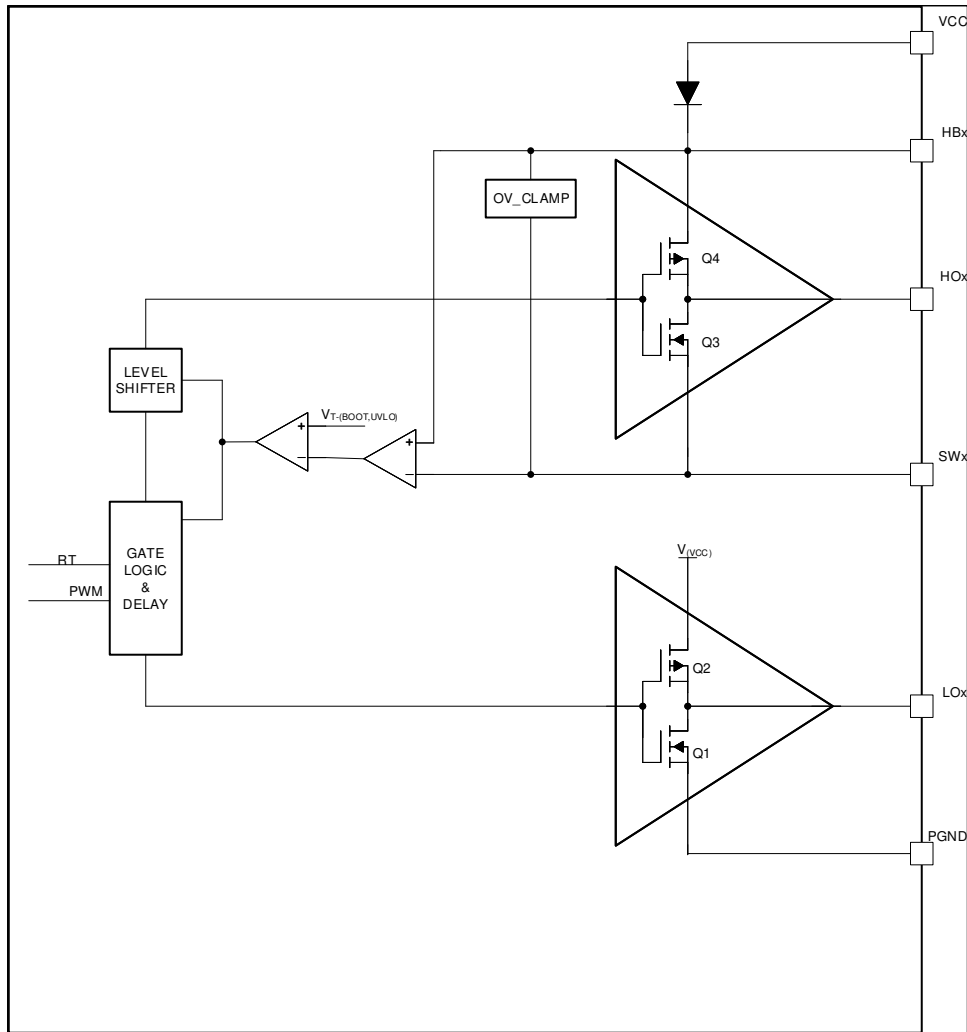 VCC
HBx
OV_CLAMP
Q4
HOx
Q3
LEVEL
SHIFTER
VT-(BOOT,UVLO)
+
−
+
−
SWx
GATE
LOGIC
&
DELAY
RT
PWM
V(VCC)
Q2
LOx
Q1
PGND